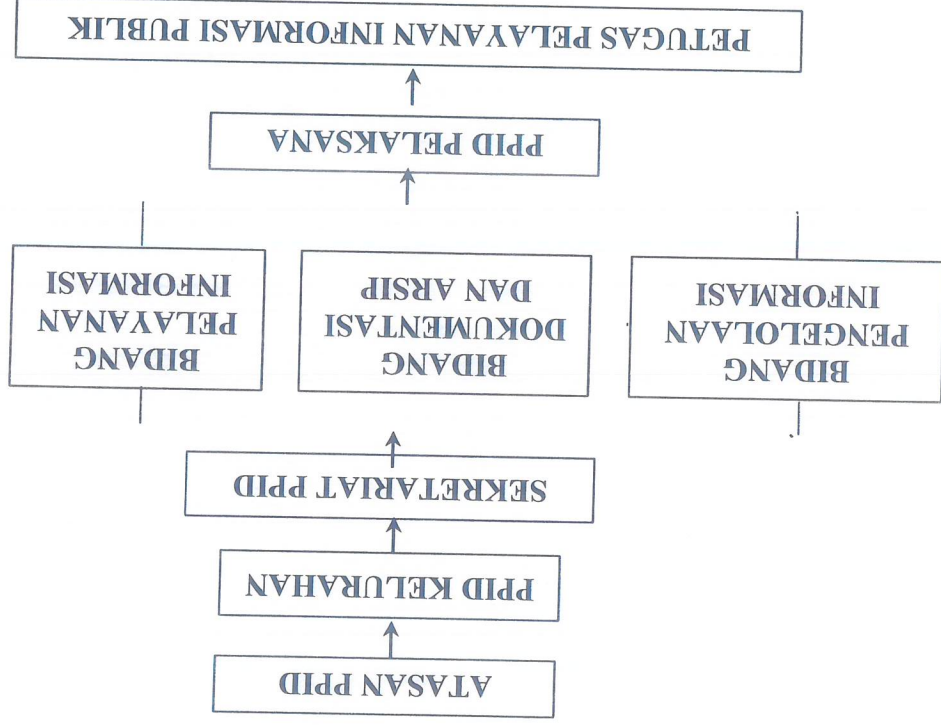 ATASAN PPID
PPID KELURAHAN
SEKRETARIAT PPID
BIDANG
PENGELOLAAN
INFORMASI
BIDANG
DOKUMENTASI
DAN ARSIP
BIDANG
PELAYANAN
INFORMASI
PPID PELAKSANA
PETUGAS PELAYANAN INFORMASI PUBLIK